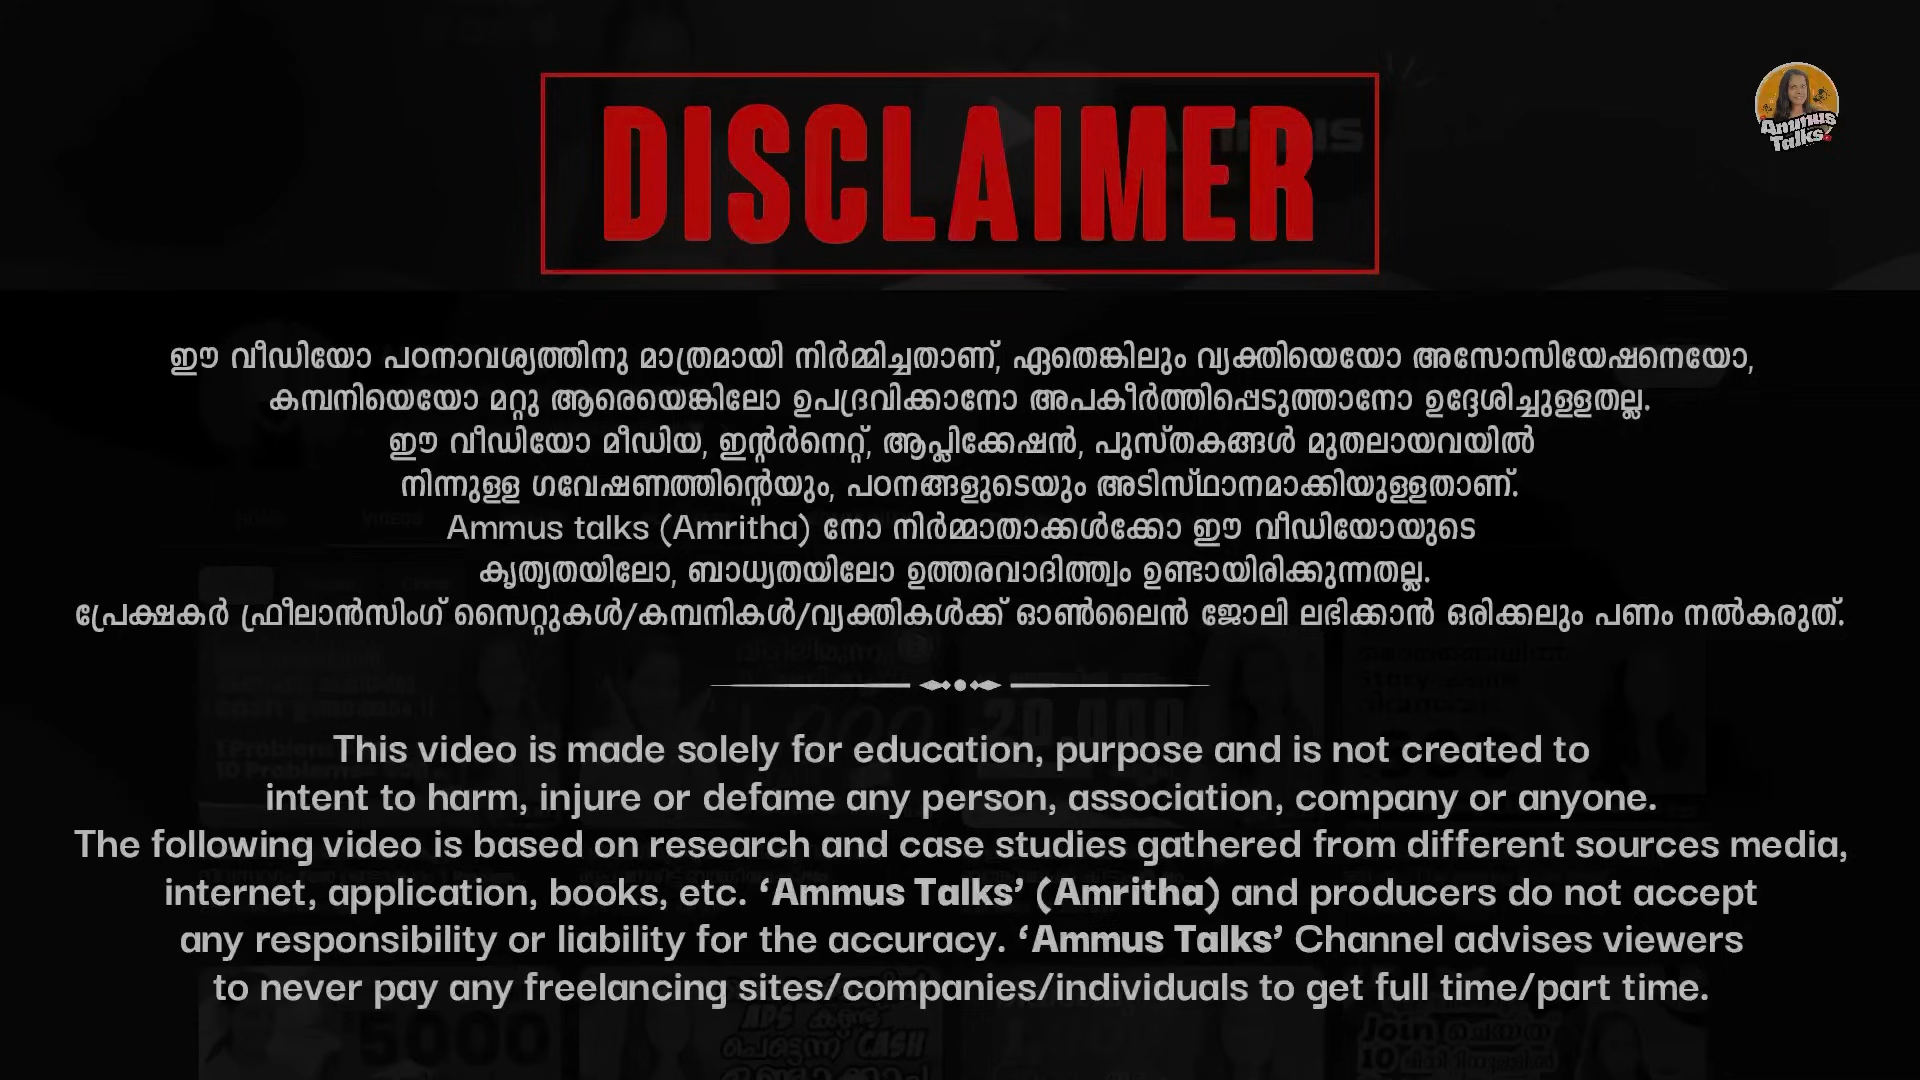 DISCLAIMER
Ammus
Talks
ഈ വീഡിയോ പഠനാവശ്യത്തിനു മാത്രമായി നിർമ്മിച്ചതാണ്, ഏതെങ്കിലും വ്യക്തിയെയോ അസോസിയേഷനെയോ,
കമ്പനിയെയോ മറ്റു ആരെയെങ്കിലോ ഉപദ്രവിക്കാനോ അപകീർത്തിപ്പെടുത്താനോ ഉദ്ദേശിച്ചുള്ളതല്ല.
ഈ വീഡിയോ മീഡിയ, ഇന്റർനെറ്റ്, ആപ്ലിക്കേഷൻ, പുസ്തകങ്ങൾ മുതലായവയിൽ
നിന്നുള്ള ഗവേഷണത്തിന്റെയും, പഠനങ്ങളുടെയും അടിസ്ഥാനമാക്കിയുള്ളതാണ്.
Ammus talks (Amritha) നോ നിർമ്മാതാക്കൾക്കോ ഈ വീഡിയോയുടെ
കൃത്യതയിലോ, ബാധ്യതയിലോ ഉത്തരവാദിത്ത്വം ഉണ്ടായിരിക്കുന്നതല്ല.
പ്രേക്ഷകർ ഫ്രീലാൻസിംഗ് സൈറ്റുകൾ/കമ്പനികൾ/വ്യക്തികൾക്ക് ഓൺലൈൻ ജോലി ലഭിക്കാൻ ഒരിക്കലും പണം നൽകരുത്.
This video is made solely for education, purpose and is not created to
intent to harm, injure or defame any person, association, company or anyone.
The following video is based on research and case studies gathered from different sources media,
internet, application, books, etc. ‘Ammus Talks’ (Amritha) and producers do not accept
any responsibility or liability for the accuracy. ‘Ammus Talks’ Channel advises viewers
to never pay any freelancing sites/companies/individuals to get full time/part time.
5000